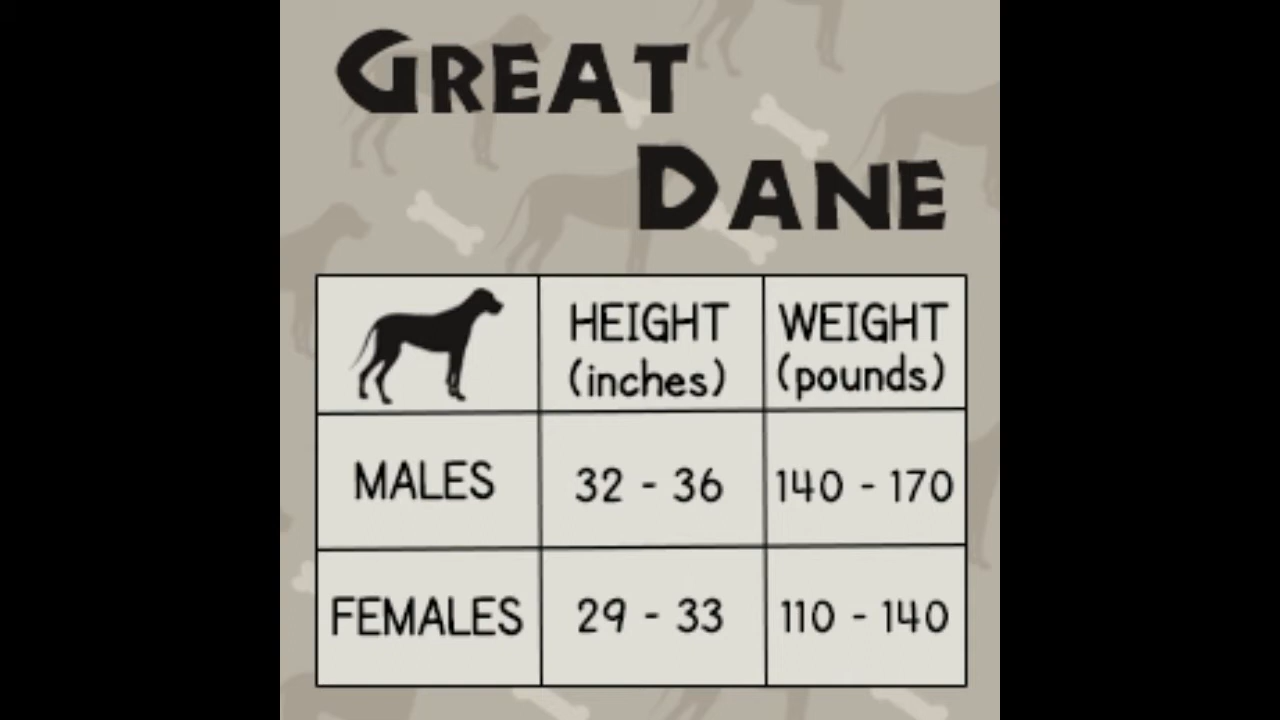 GREAT
DANE
HEIGHT WEIGHT
(inches) (pounds)
MALES 32 - 36 140 - 170
FEMALES 29 - 33 110 - 140